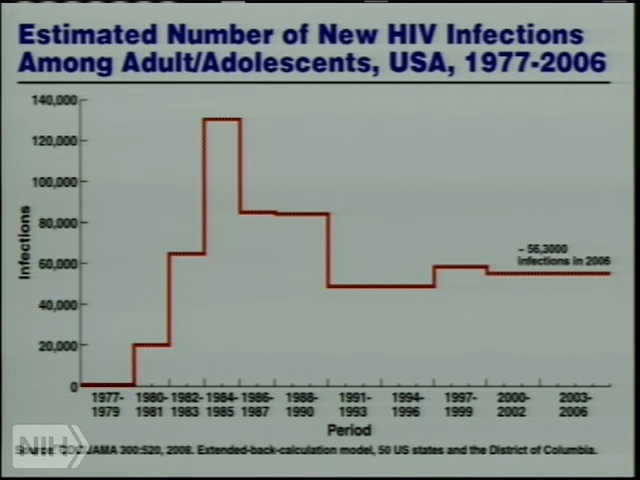 Estimated Number of New HIV Infections
Among Adult/Adolescents, USA, 1977-2006
140,000
120,000
100,000
80,000
60,000
40,000
20,000
0
Infections
~ 56,3000
infections in 2006
1977- 1980- 1982- 1984- 1986- 1988- 1991- 1994- 1997- 2000- 2003-
1979 1981 1983 1985 1987 1990 1993 1996 1999 2002 2006
Period
NIH
Source: CDC JAMA 300:520, 2008. Extended-back-calculation model, 50 US states and the District of Columbia.